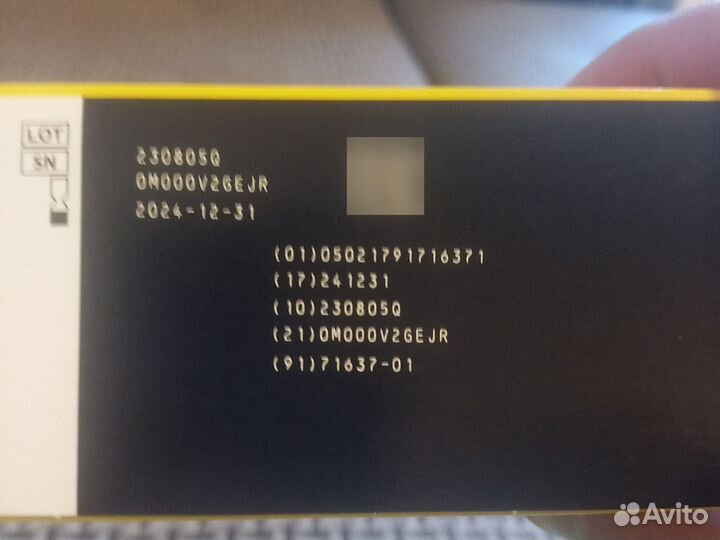 LOT
SN
230805Q
0M000V2GEJR
2024-12-31
(01)05021791716371
(17)241231
(10)230805Q
(21)0M000V2GEJR
(91)71637-01
Avito